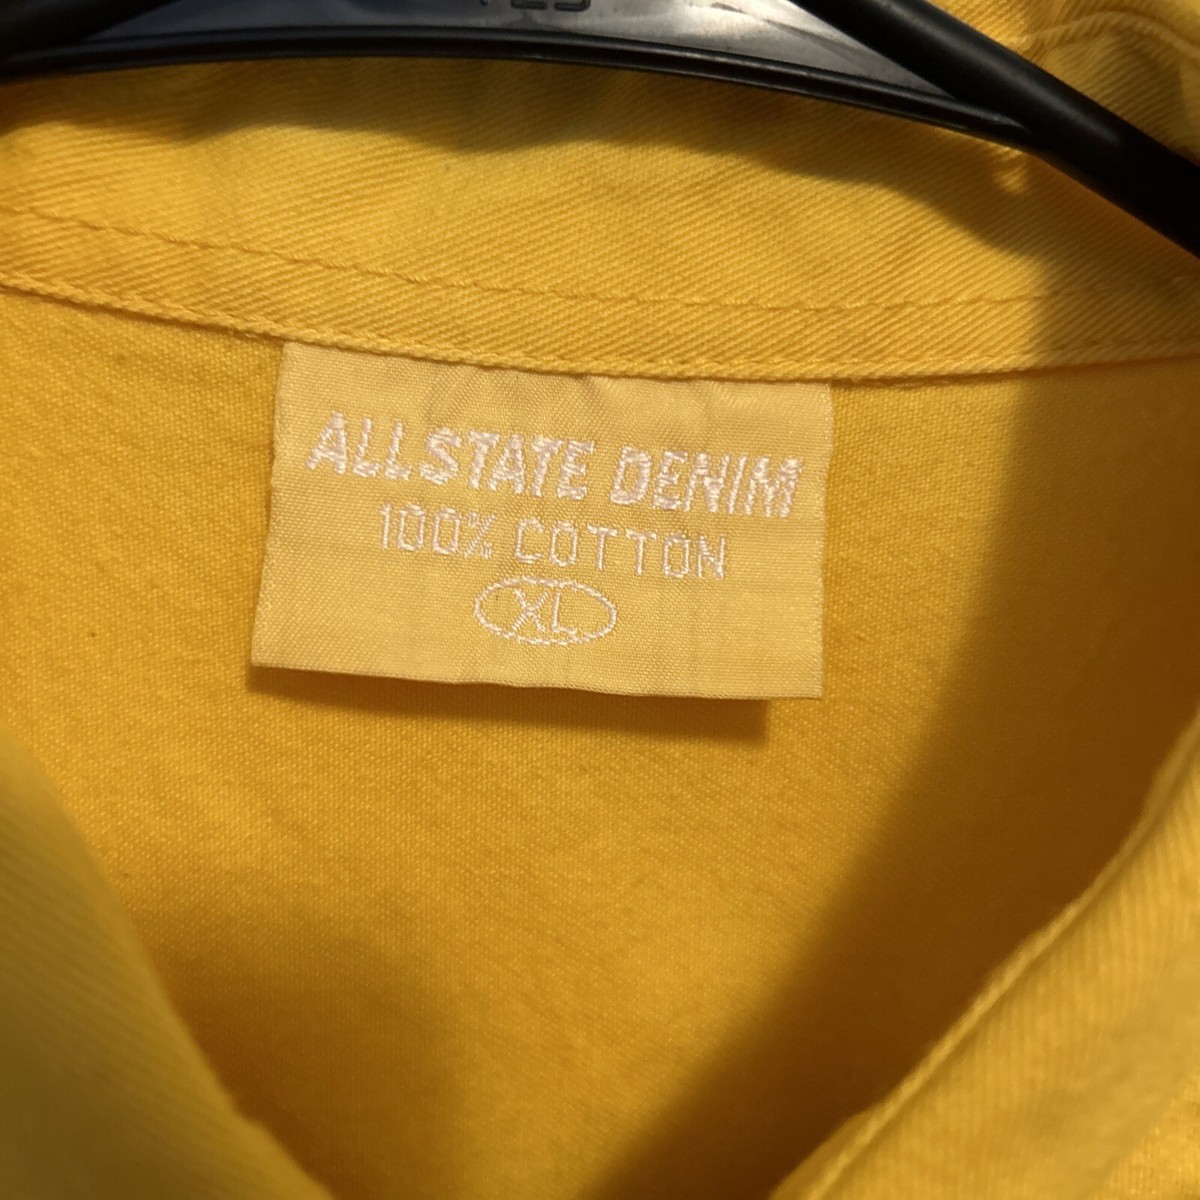 ALLSTATE DENIM
100% COTTON
XL